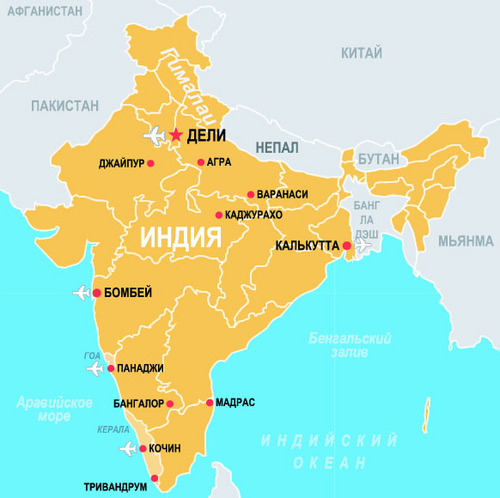 АФГАНИСТАН
КИТАЙ
Гималаи
ПАКИСТАН
ДЕЛИ
НЕПАЛ
БУТАН
ДЖАЙПУР
АГРА
ВАРАНАСИ
БАНГ
ЛА
ДЭШ
КАДЖУРАХО
ИНДИЯ
КАЛЬКУТТА
МЬЯНМА
БОМБЕЙ
Бенгальский
залив
ГОА
ПАНАДЖИ
Аравийское
море
БАНГАЛОР
МАДРАС
КЕРАЛА
ИНДИЙСКИЙ
ОКЕАН
КОЧИН
ТРИВАНДРУМ